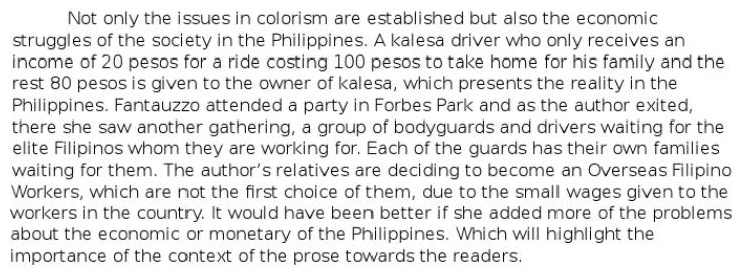 Not only the issues in colorism are established but also the economic
struggles of the society in the Philippines. A kalesa driver who only receives an
income of 20 pesos for a ride costing 100 pesos to take home for his family and the
rest 80 pesos is given to the owner of kalesa, which presents the reality in the
Philippines. Fantauzzo attended a party in Forbes Park and as the author exited,
there she saw another gathering, a group of bodyguards and drivers waiting for the
elite Filipinos whom they are working for. Each of the guards has their own families
waiting for them. The author's relatives are deciding to become an Overseas Filipino
Workers, which are not the first choice of them, due to the small wages given to the
workers in the country. It would have been better if she added more of the problems
about the economic or monetary of the Philippines. Which will highlight the
importance of the context of the prose towards the readers.